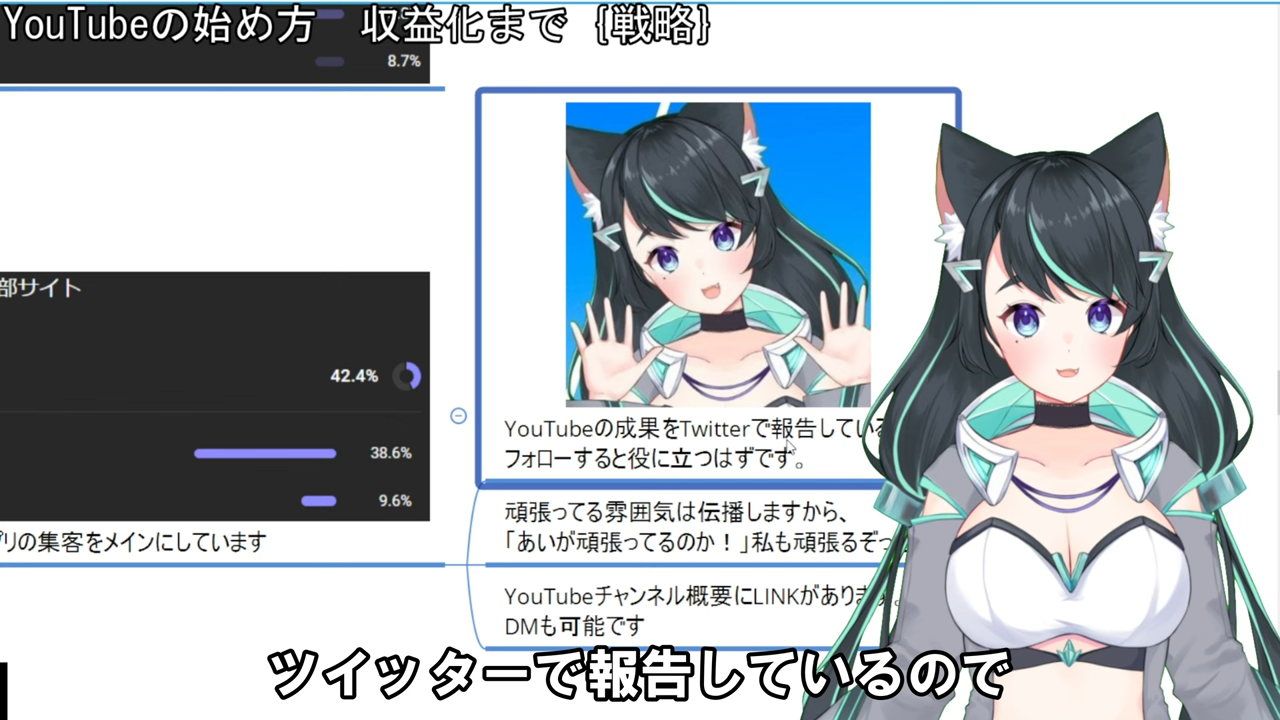 YouTubeの始め方　収益化まで {戦略}
8.7%
部サイト
42.4%
38.6%
9.6%
プリの集客をメインにしています
YouTubeの成果をTwitterで報告している
フォローすると役に立つはずです。
頑張ってる雰囲気は伝播しますから、
「あいが頑張ってるのか！」私も頑張るぞっ
YouTubeチャンネル概要にLINKがあります。
DMも可能です
ツイッターで報告しているので